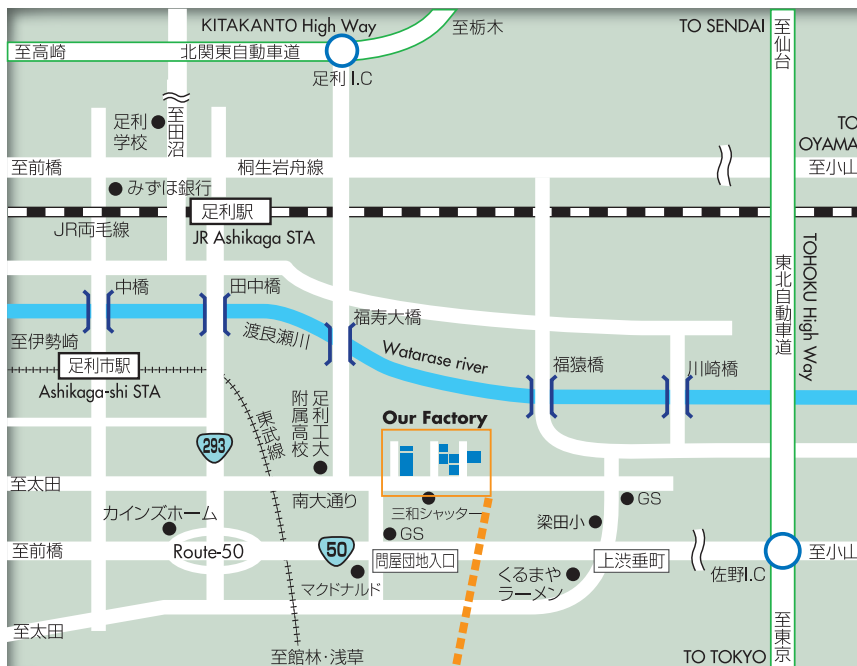 KITAKANTO High Way
至栃木
TO SENDAI
至仙台
至高崎
北関東自動車道
足利 I.C
足利
学校
至田沼
TO
OYAMA
至前橋
桐生岩舟線
至小山
みずほ銀行
足利駅
JR両毛線
JR Ashikaga STA
東北自動車道
TOHOKU High Way
中橋
田中橋
福寿大橋
渡良瀬川
Watarase river
至伊勢崎
足利市駅
Ashikaga-shi STA
福猿橋
川崎橋
足利工大
附属高校
東武線
Our Factory
293
至太田
南大通り
三和シャッター
GS
カインズホーム
GS
梁田小
至前橋
Route-50
50
問屋団地入口
上渋垂町
至小山
佐野I.C
マクドナルド
くるまや
ラーメン
至太田
至館林・浅草
TO TOKYO
至東京